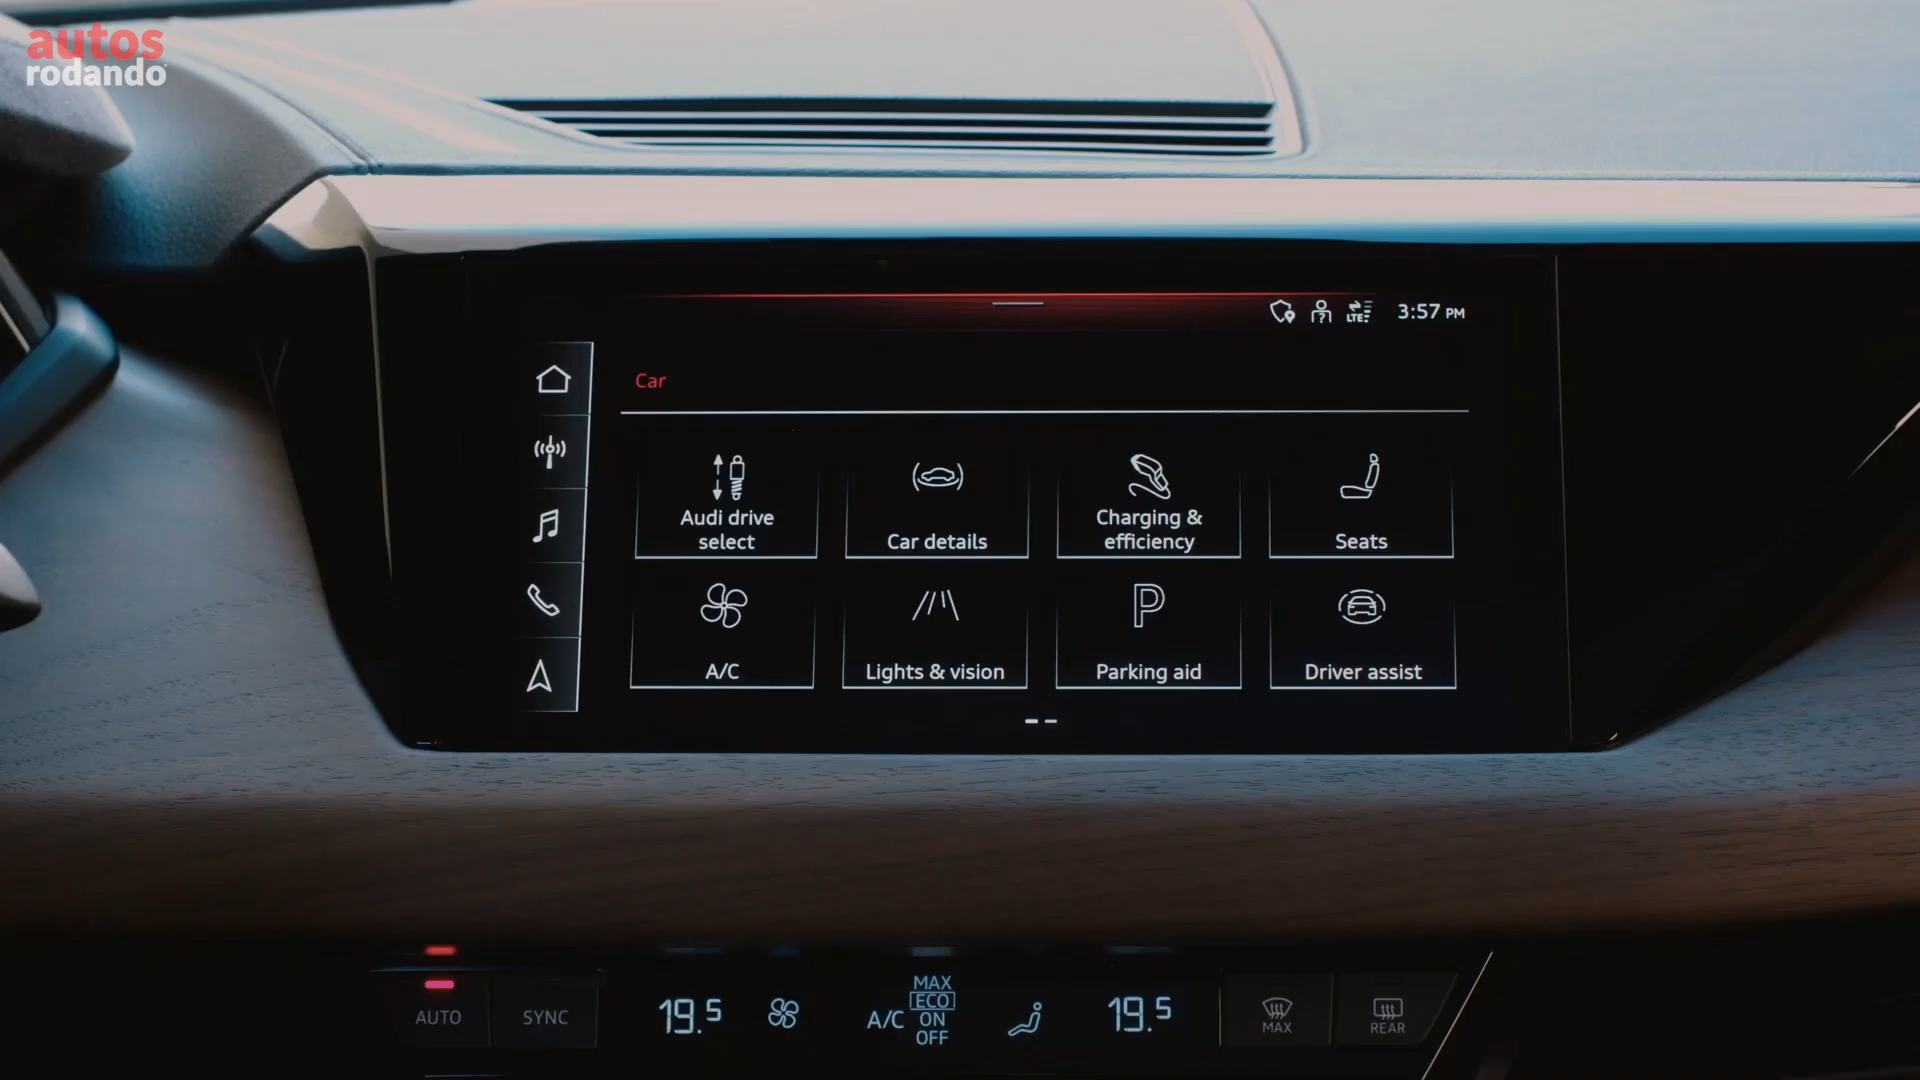 autos
rodando
LTE
3:57 PM
Car
Audi drive
select
Car details
Charging &
efficiency
Seats
A/C
Lights & vision
P
Parking aid
Driver assist
AUTO
SYNC
19.5
A/C
MAX
ECO
ON
OFF
19.5
MAX
REAR